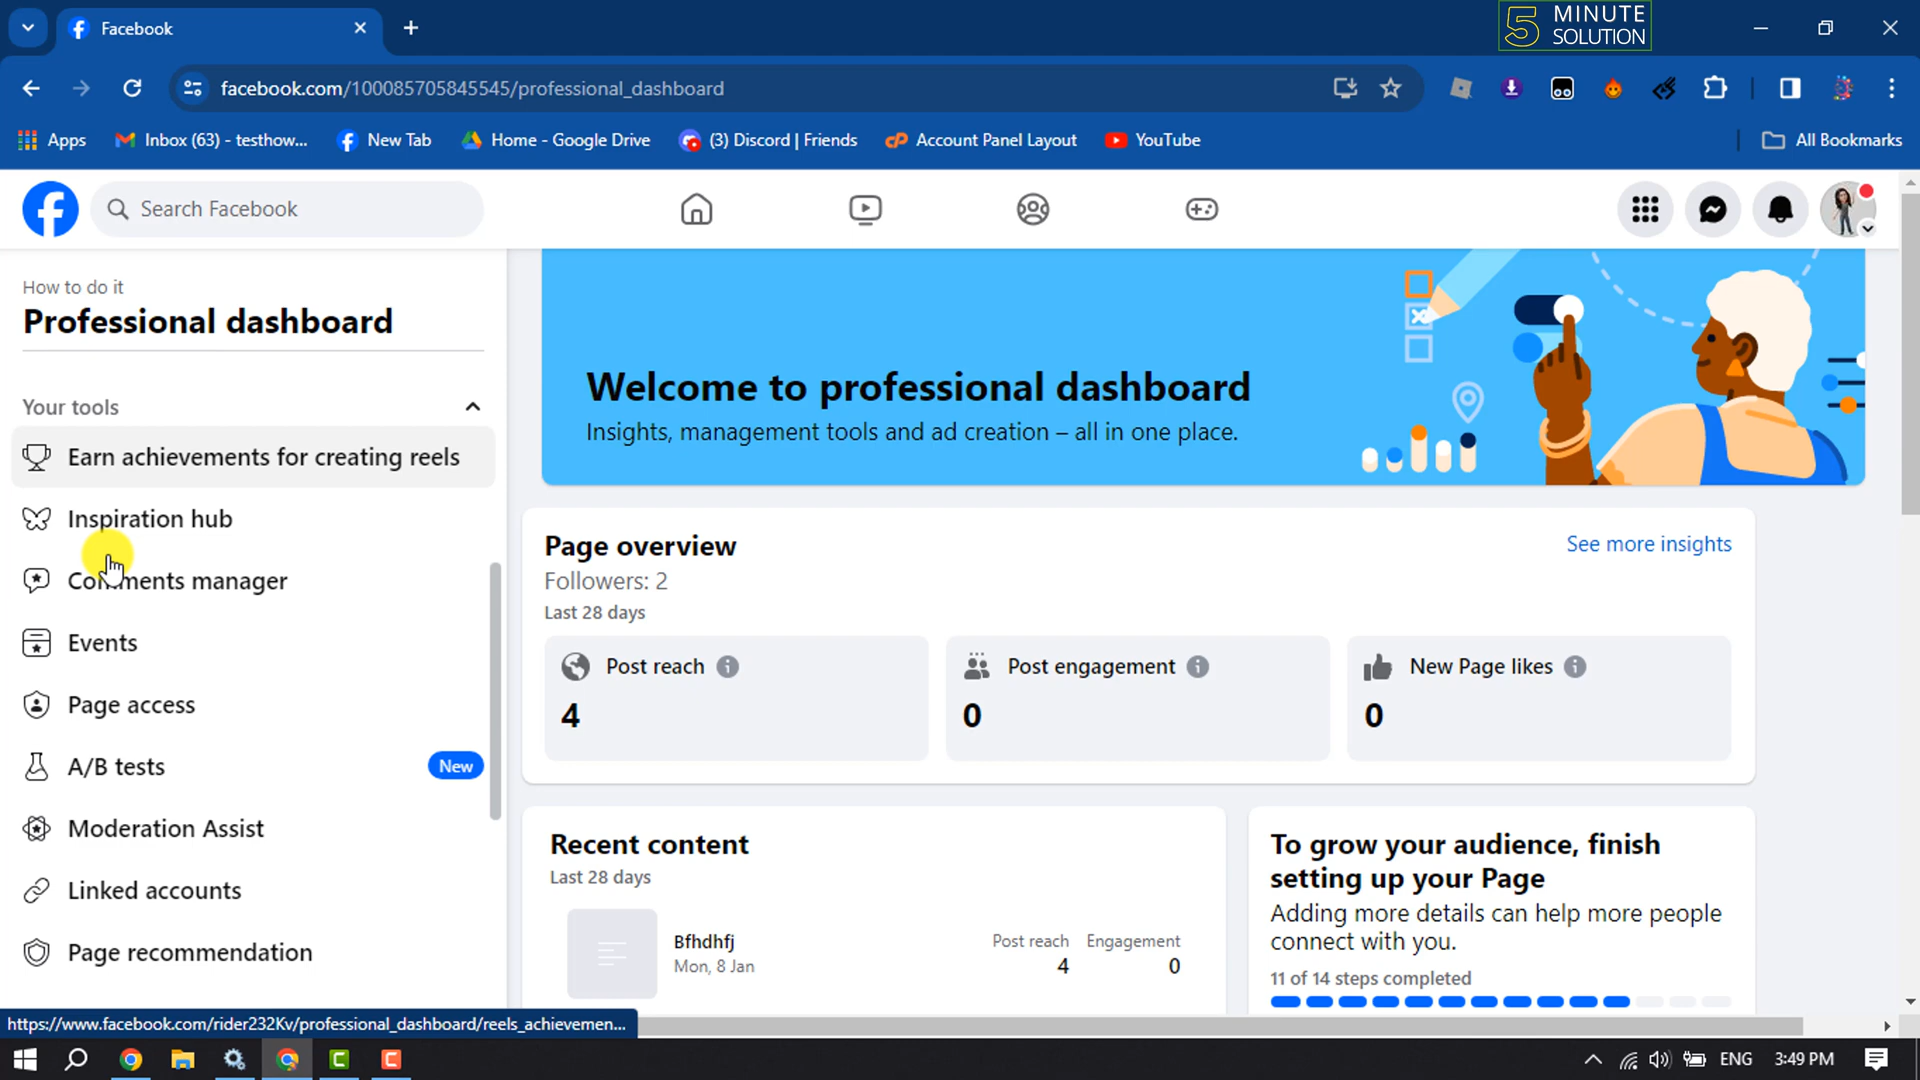 Facebook
5 MINUTE
SOLUTION
facebook.com/100085705845545/professional_dashboard
Apps
Inbox (63) - testhow...
New Tab
Home - Google Drive
(3) Discord | Friends
Account Panel Layout
YouTube
All Bookmarks
Search Facebook
How to do it
Professional dashboard
Your tools
Earn achievements for creating reels
Inspiration hub
Comments manager
Events
Page access
A/B tests
New
Moderation Assist
Linked accounts
Page recommendation
Welcome to professional dashboard
Insights, management tools and ad creation – all in one place.
Page overview
See more insights
Followers: 2
Last 28 days
Post reach
4
Post engagement
0
New Page likes
0
Recent content
Last 28 days
Bfhdhfj
Mon, 8 Jan
Post reach
4
Engagement
0
To grow your audience, finish
setting up your Page
Adding more details can help more people
connect with you.
11 of 14 steps completed
https://www.facebook.com/rider232Kv/professional_dashboard/reels_achievemen...
ENG
3:49 PM